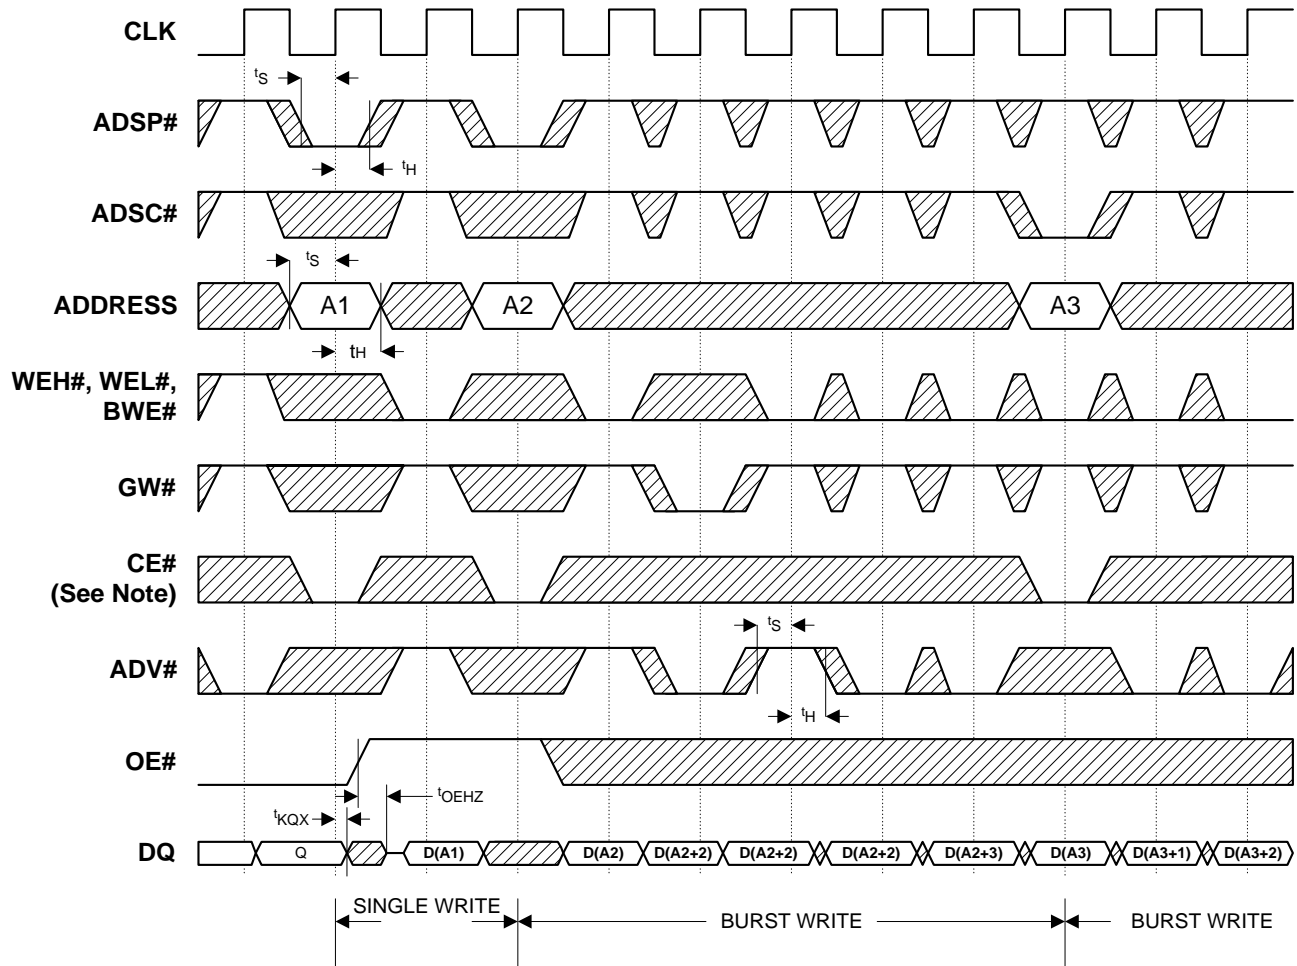 CLK
tS
ADSP#
tH
ADSC#
tS
ADDRESS A1 A2 A3
tH
WEH#, WEL#,
BWE#
GW#
CE#
(See Note)
tS
ADV#
tH
OE#
tOEHZ
tKQX
DQ Q D(A1) D(A2) D(A2+2) D(A2+2) D(A2+2) D(A2+3) D(A3) D(A3+1) D(A3+2)
SINGLE WRITE BURST WRITE BURST WRITE